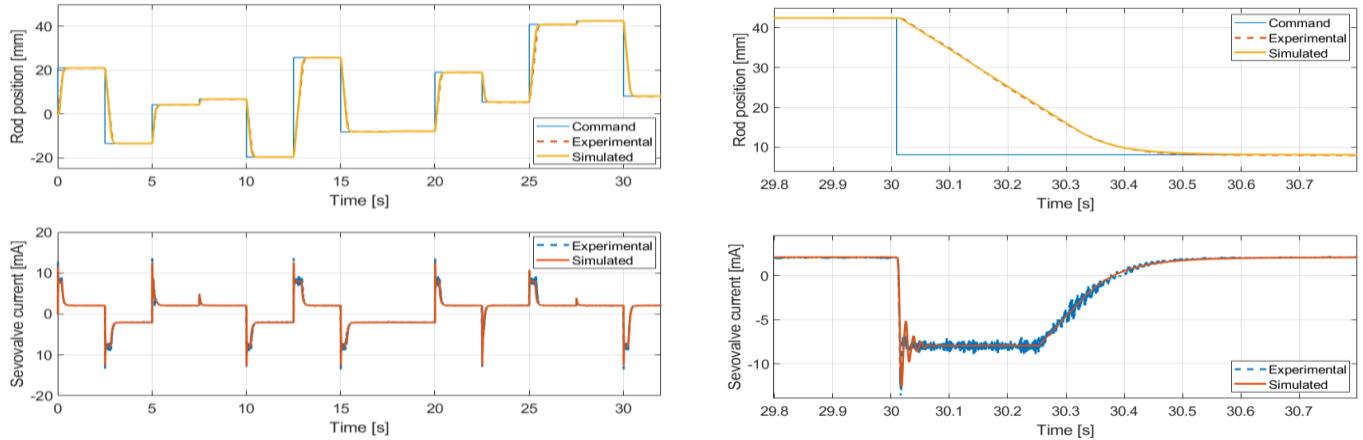 Rod position [mm]
40
20
0
-20
Command
Experimental
Simulated
0 5 10 15 20 25 30
Time [s]
Rod position [mm]
40
30
20
10
Command
Experimental
Simulated
29.8 29.9 30 30.1 30.2 30.3 30.4 30.5 30.6 30.7
Time [s]
Sevovalve current [mA]
20
10
0
10
-20
Experimental
Simulated
0 5 10 15 20 25 30
Time [s]
Sevovalve current [mA]
0
-5
-10
Experimental
Simulated
29.8 29.9 30 30.1 30.2 30.3 30.4 30.5 30.6 30.7
Time [s]